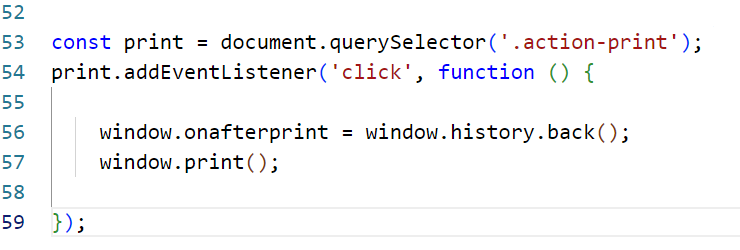 52
53 const print = document.querySelector('.action-print');
54 print.addEventListener('click', function () {
55
56 window.onafterprint = window.history.back();
57 window.print();
58
59 });